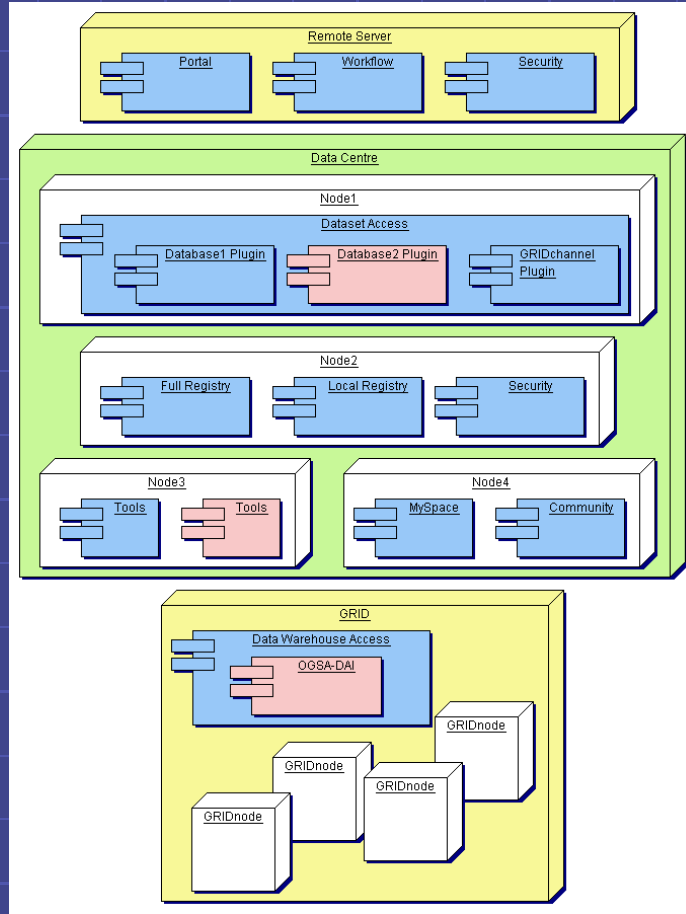 Remote Server
Portal
Workflow
Security
Data Centre
Node1
Dataset Access
Database1 Plugin
Database2 Plugin
GRIDchannel
Plugin
Node2
Full Registry
Local Registry
Security
Node3
Tools
Tools
Node4
MySpace
Community
GRID
Data Warehouse Access
OGSA-DAI
GRIDnode
GRIDnode
GRIDnode
GRIDnode